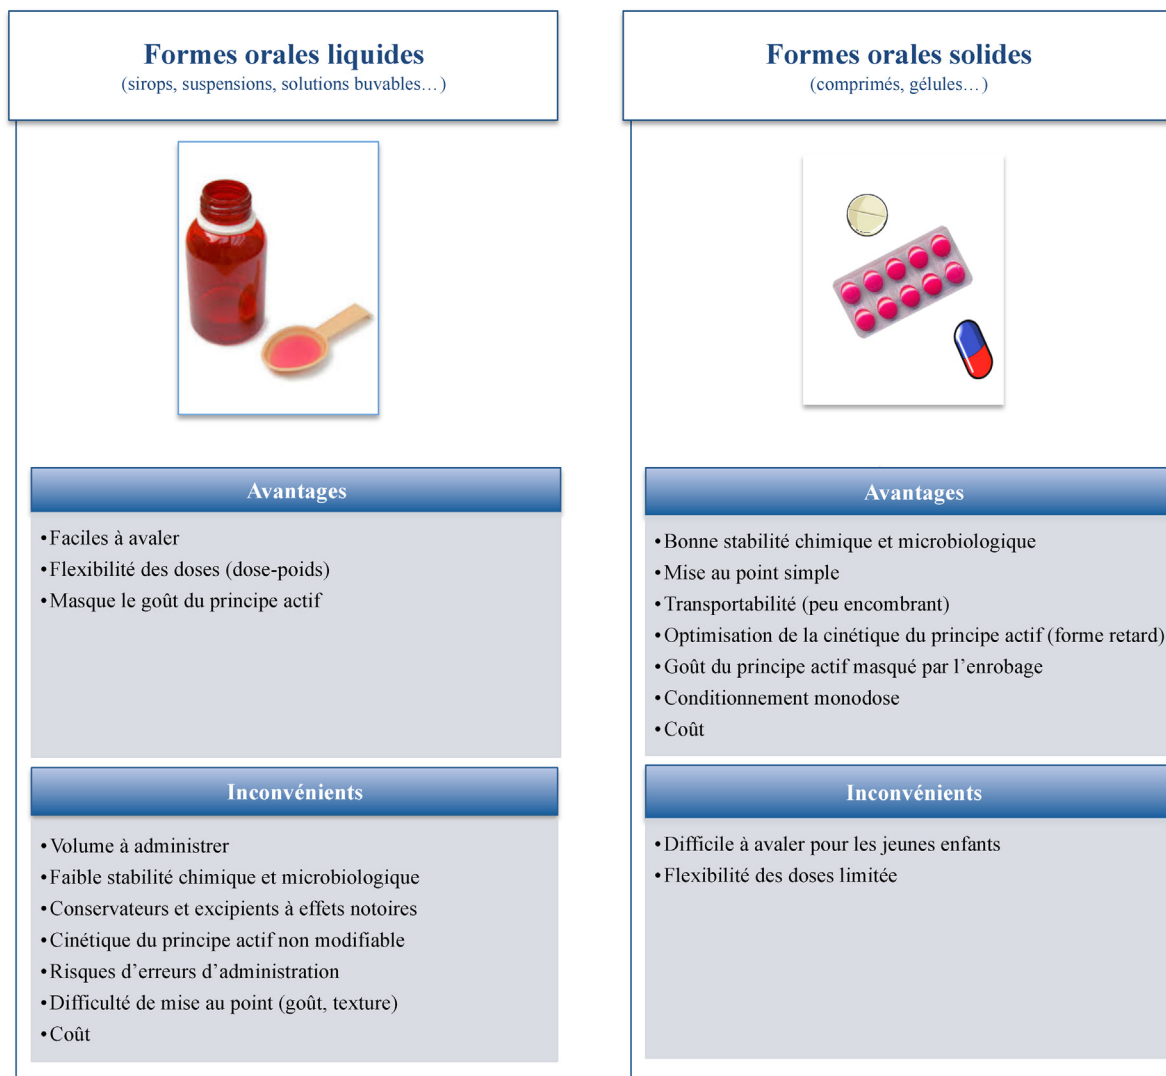 Formes orales liquides
(sirops, suspensions, solutions buvables… )
Avantages
•Faciles à avaler
•Flexibilité des doses (dose-poids)
•Masque le goût du principe actif
Inconvénients
•Volume à administrer
•Faible stabilité chimique et microbiologique
•Conservateurs et excipients à effets notoires
•Cinétique du principe actif non modifiable
•Risques d’erreurs d’administration
•Difficulté de mise au point (goût, texture)
•Coût
Formes orales solides
(comprimés, gélules… )
Avantages
•Bonne stabilité chimique et microbiologique
•Mise au point simple
•Transportabilité (peu encombrant)
•Optimisation de la cinétique du principe actif (forme retard)
•Goût du principe actif masqué par l’enrobage
•Conditionnement monodose
•Coût
Inconvénients
•Difficile à avaler pour les jeunes enfants
•Flexibilité des doses limitée